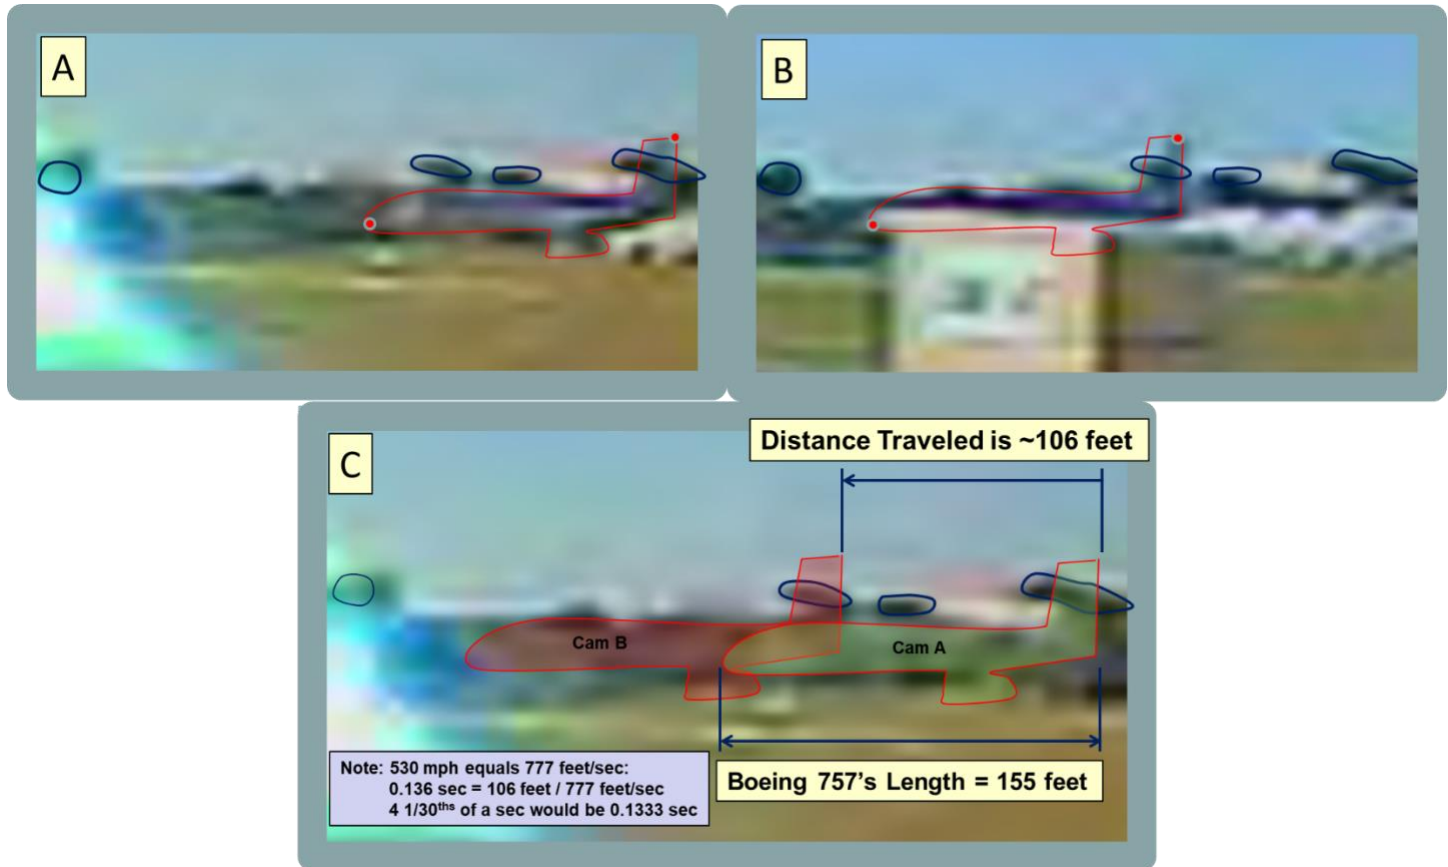 A
B
Distance Traveled is ~106 feet
C
Cam B
Cam A
Note: 530 mph equals 777 feet/sec:
0.136 sec = 106 feet / 777 feet/sec
4 1/30ths of a sec would be 0.1333 sec
Boeing 757's Length = 155 feet